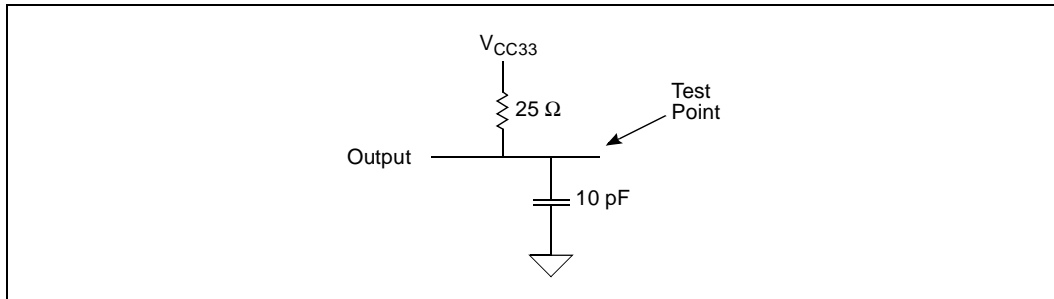 VCC33
25 Ω
Test
Point
Output
10 pF